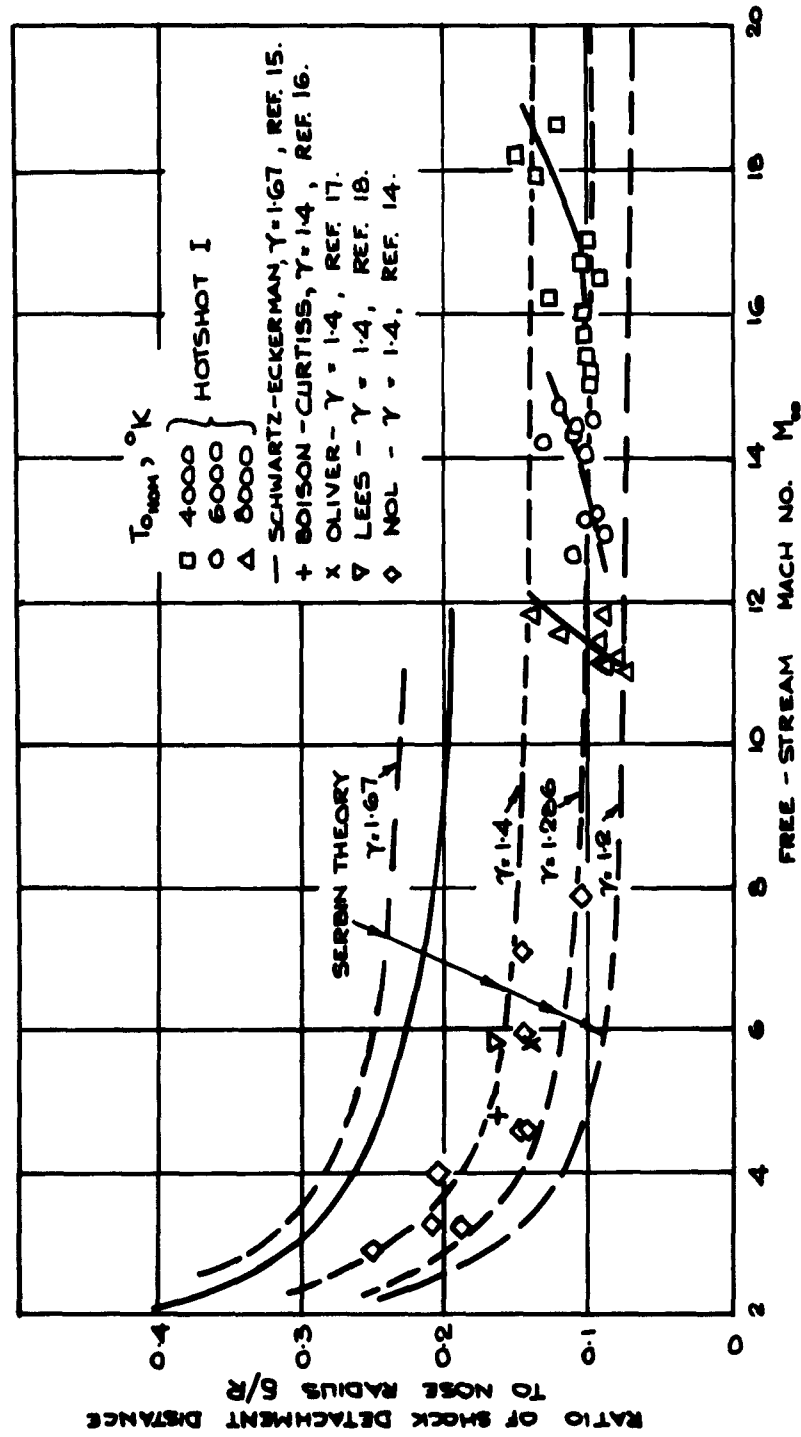 T₀NOM, °K
□ 4000
○ 6000
△ 8000
HOTSHOT I
— SCHWARTZ-ECKERMAN, γ=1·67, REF. 15.
+ BOISON-CURTISS, γ=1·4, REF. 16.
x OLIVER - γ = 1·4, REF. 17.
▽ LEES - γ = 1·4, REF. 18.
◇ NOL - γ = 1·4, REF. 14.
SERBIN THEORY
γ=1·67
γ=1·4
γ=1·286
γ=1·2
0·4
0·3
0·2
0·1
0
RATIO OF SHOCK DETACHMENT DISTANCE
TO NOSE RADIUS δ/R
2 4 6 8 10 12 14 16 18 20
FREE-STREAM MACH NO. M∞